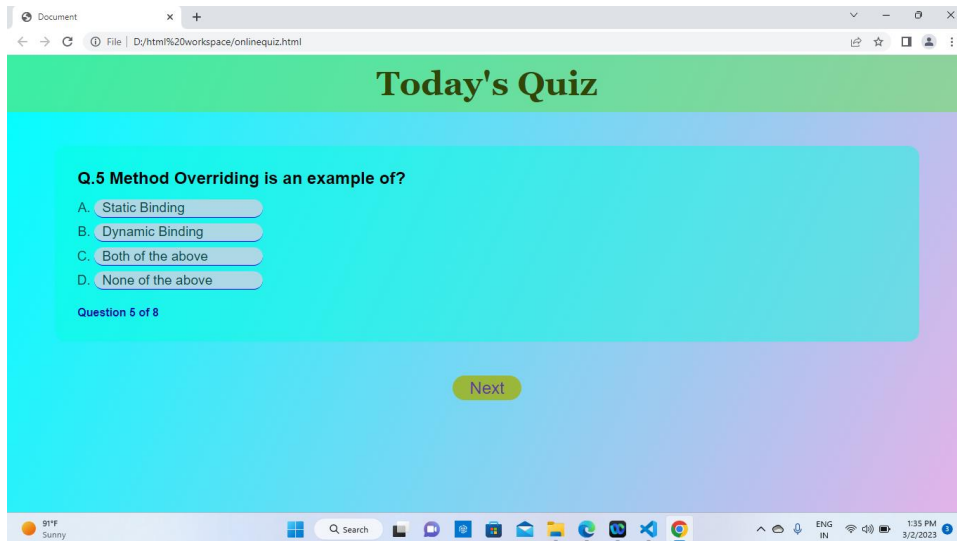 Document
File | D:/html%20workspace/onlinequiz.html
Today's Quiz
Q.5 Method Overriding is an example of?
A. Static Binding
B. Dynamic Binding
C. Both of the above
D. None of the above
Question 5 of 8
Next
91°F
Sunny
Search
ENG
IN
1:35 PM
3/2/2023
3